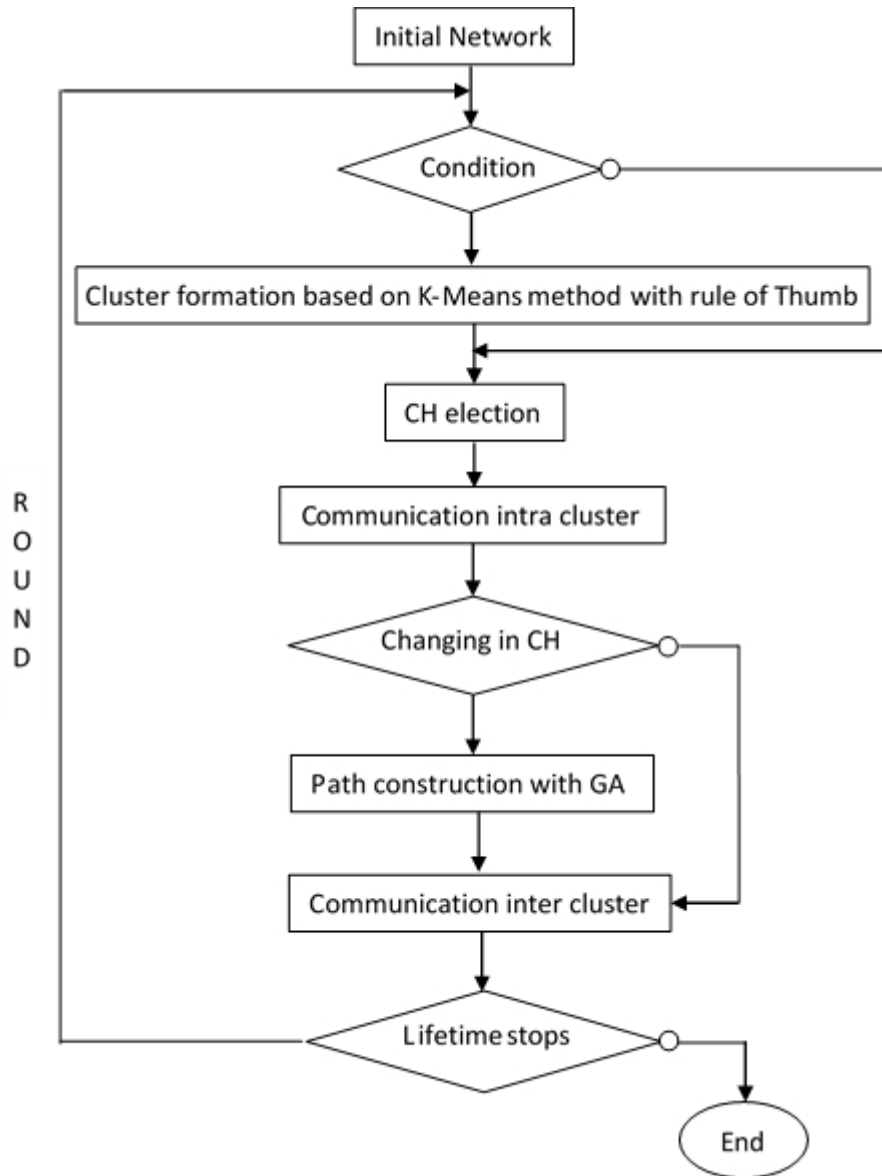 Initial Network
Condition
Cluster formation based on K-Means method with rule of Thumb
CH election
Communication intra cluster
R
O
U
N
D
Changing in CH
Path construction with GA
Communication inter cluster
Lifetime stops
End